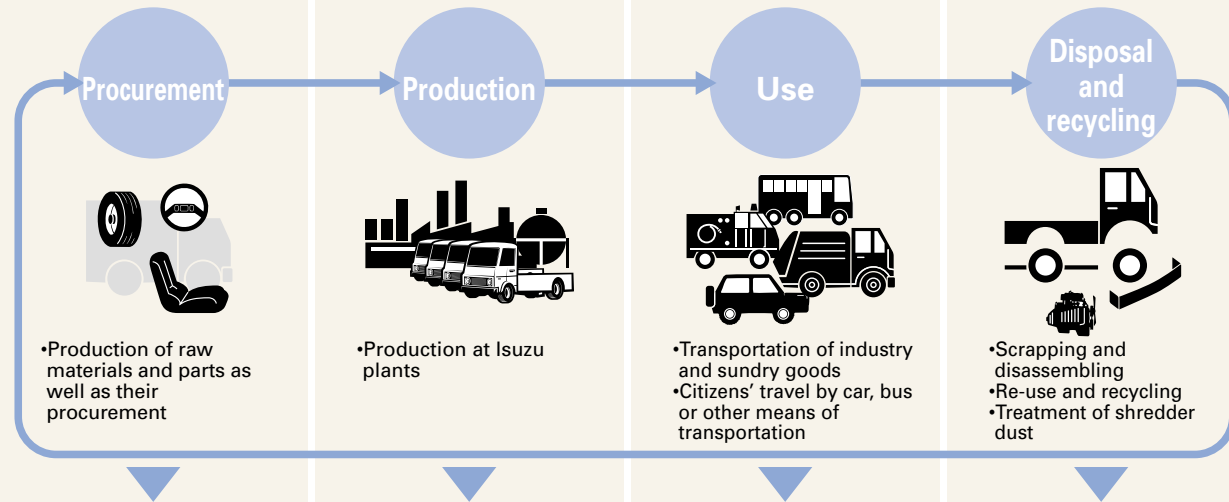 Procurement
Production
Use
Disposal
and
recycling
•Production of raw
materials and parts as
well as their
procurement
•Production at Isuzu
plants
•Transportation of industry
and sundry goods
•Citizens’ travel by car, bus
or other means of
transportation
•Scrapping and
disassembling
•Re-use and recycling
•Treatment of shredder
dust